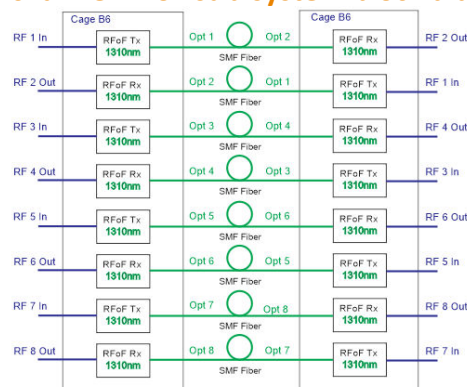 Cage B6
Cage B6
RF 1 In
RFoF Tx
1310nm
Opt 1
Opt 2
SMF Fiber
RFoF Rx
1310nm
RF 2 Out
RF 2 Out
RFoF Rx
1310nm
Opt 2
Opt 1
SMF Fiber
RFoF Tx
1310nm
RF 1 In
RF 3 In
RFoF Tx
1310nm
Opt 3
Opt 4
SMF Fiber
RFoF Rx
1310nm
RF 4 Out
RF 4 Out
RFoF Rx
1310nm
Opt 4
Opt 3
SMF Fiber
RFoF Tx
1310nm
RF 3 In
RF 5 In
RFoF Tx
1310nm
Opt 5
Opt 6
SMF Fiber
RFoF Rx
1310nm
RF 6 Out
RF 6 Out
RFoF Rx
1310nm
Opt 6
Opt 5
SMF Fiber
RFoF Tx
1310nm
RF 5 In
RF 7 In
RFoF Tx
1310nm
Opt 7
Opt 8
SMF Fiber
RFoF Rx
1310nm
RF 8 Out
RF 8 Out
RFoF Rx
1310nm
Opt 8
Opt 7
SMF Fiber
RFoF Tx
1310nm
RF 7 In